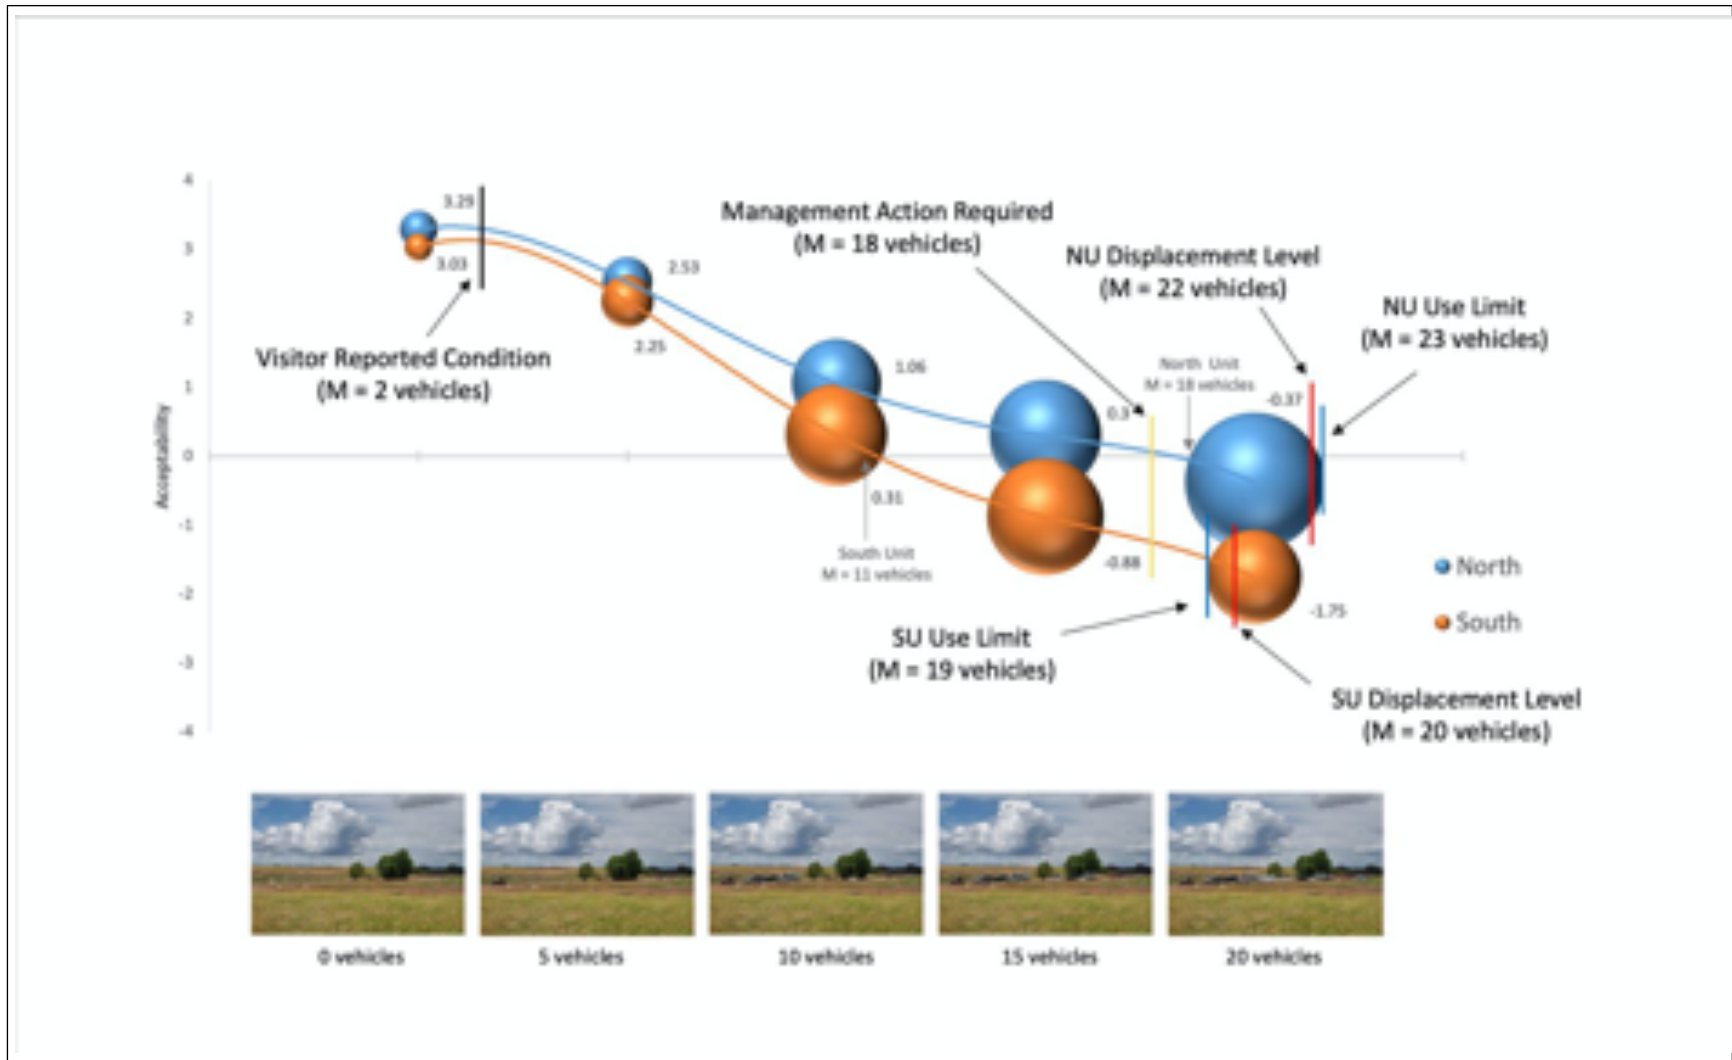 4
3
2
1
0
-1
-2
-3
-4
Acceptability
3.29
3.03
Visitor Reported Condition
(M = 2 vehicles)
2.53
2.25
Management Action Required
(M = 18 vehicles)
1.06
0.31
South Unit
M = 11 vehicles
0.3
-0.88
NU Displacement Level
(M = 22 vehicles)
North Unit
M = 18 vehicles
-0.37
NU Use Limit
(M = 23 vehicles)
North
South
-1.75
SU Use Limit
(M = 19 vehicles)
SU Displacement Level
(M = 20 vehicles)
0 vehicles
5 vehicles
10 vehicles
15 vehicles
20 vehicles